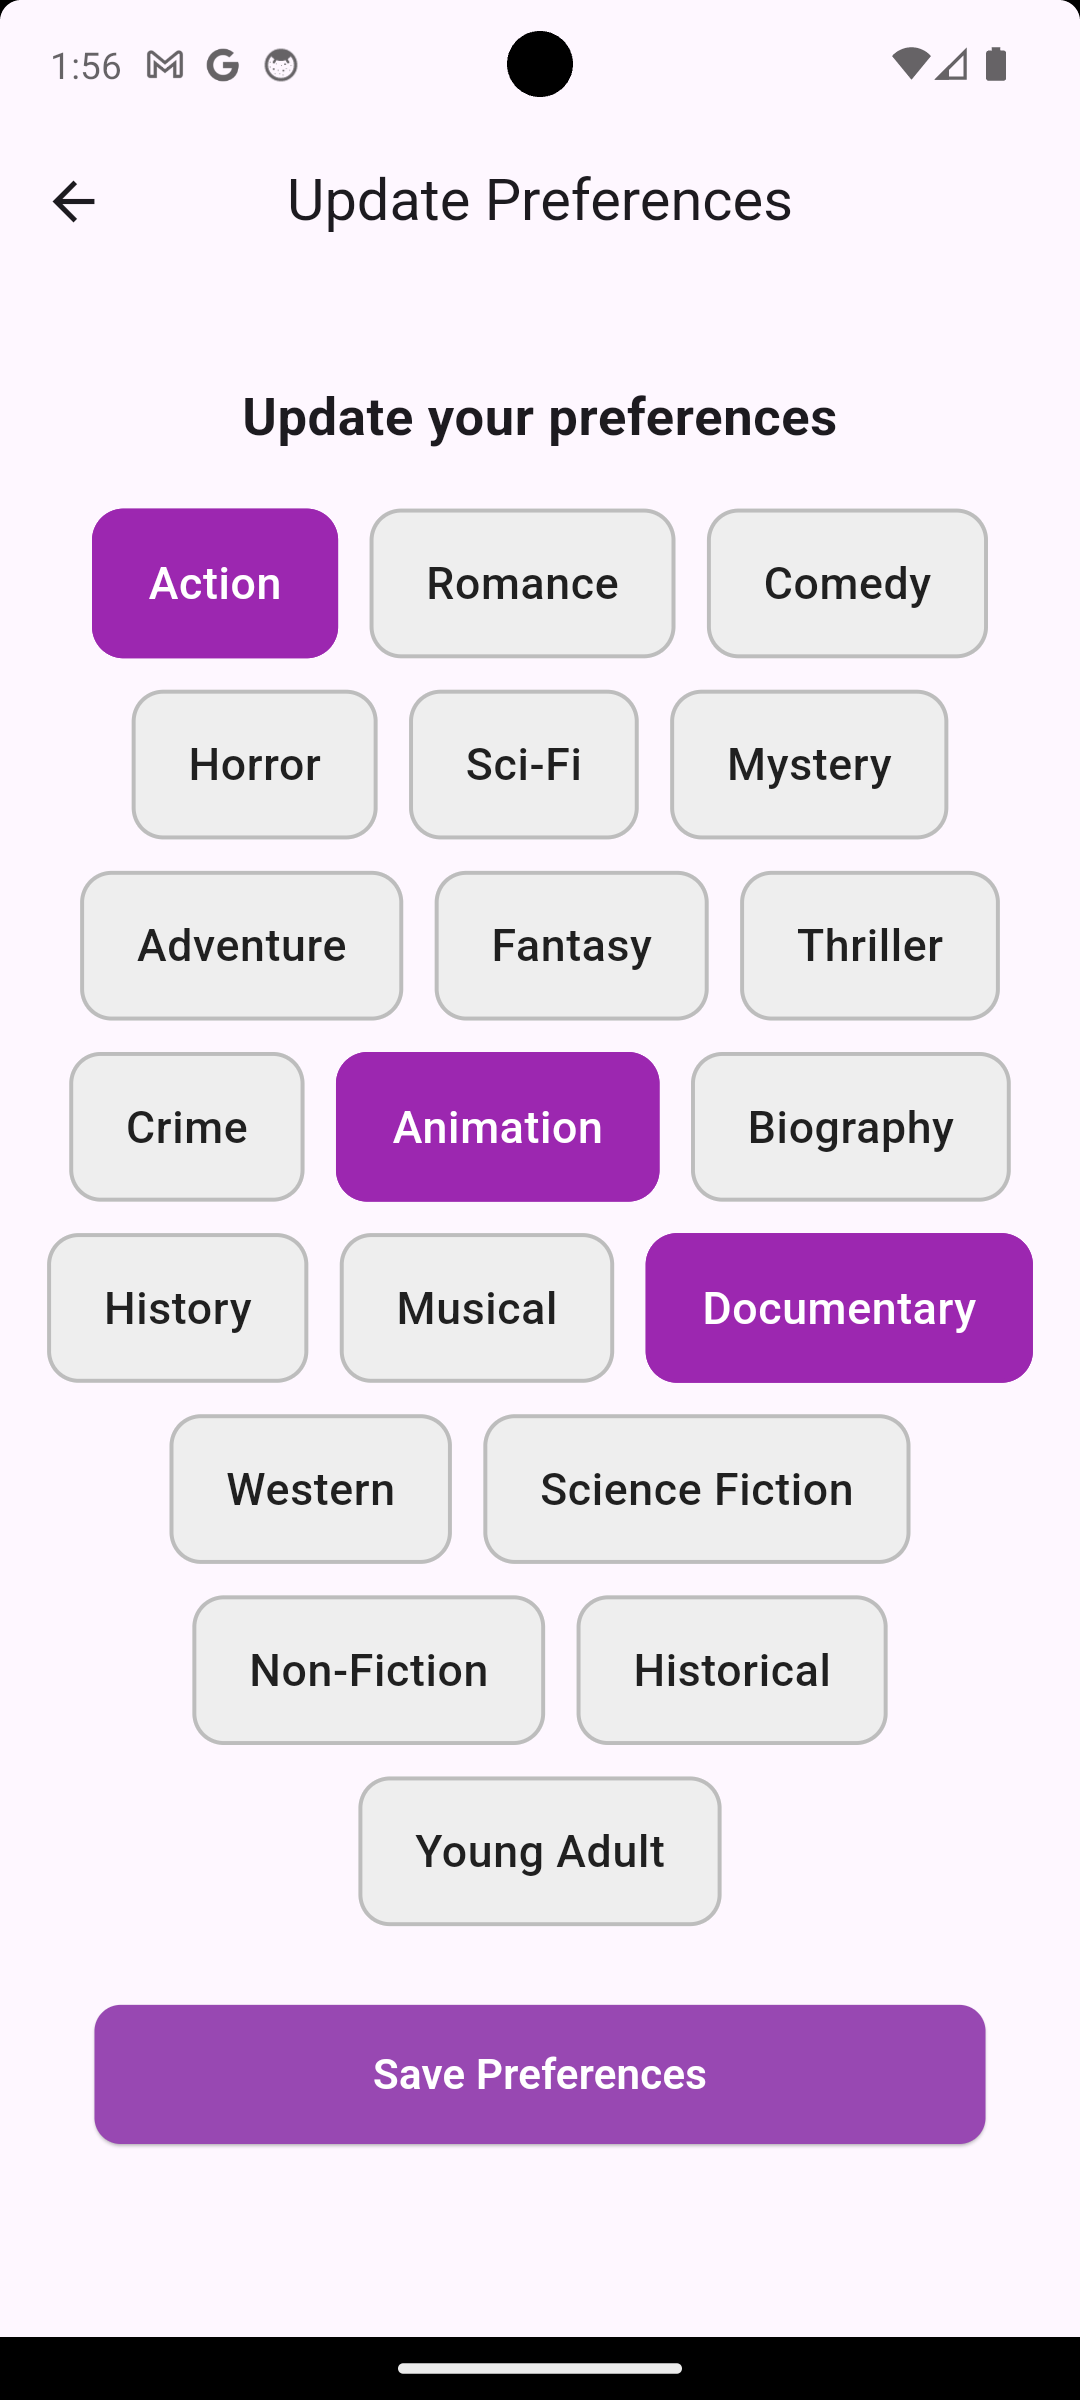 1:56
Update Preferences
Update your preferences
Action Romance Comedy
Horror Sci-Fi Mystery
Adventure Fantasy Thriller
Crime Animation Biography
History Musical Documentary
Western Science Fiction
Non-Fiction Historical
Young Adult
Save Preferences